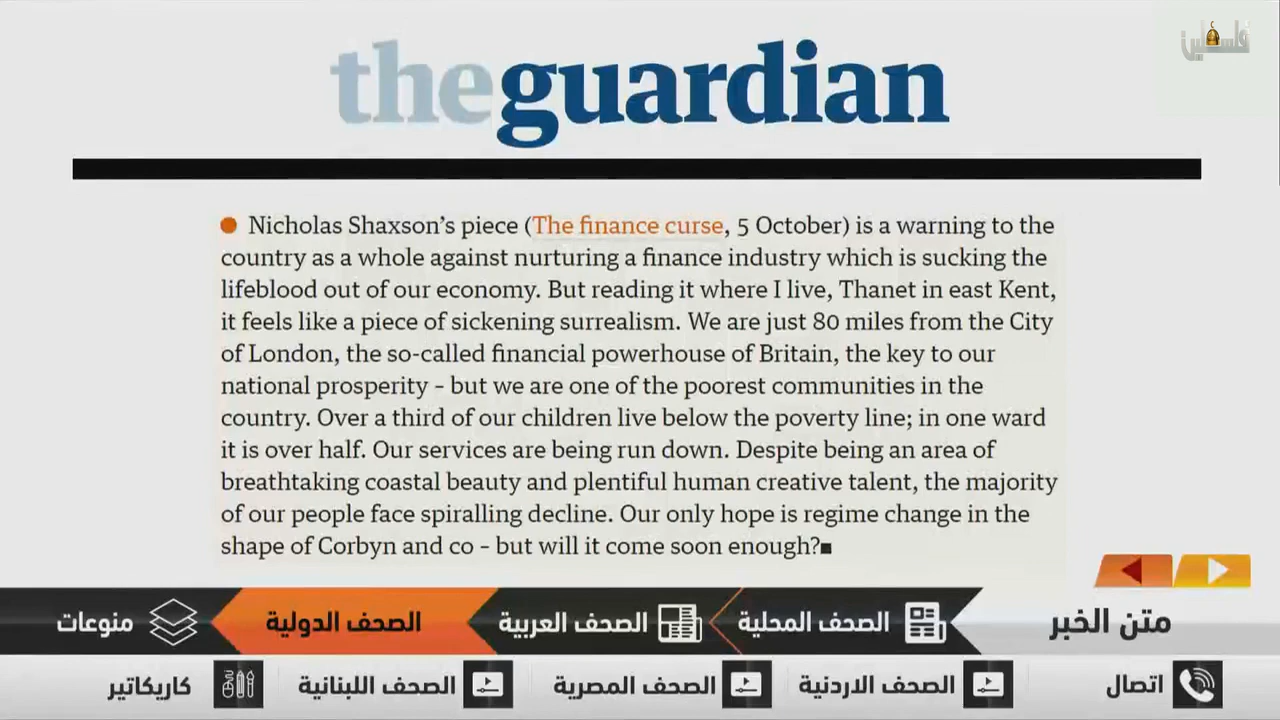 فلسطين
theguardian
● Nicholas Shaxson’s piece (The finance curse, 5 October) is a warning to the
country as a whole against nurturing a finance industry which is sucking the
lifeblood out of our economy. But reading it where I live, Thanet in east Kent,
it feels like a piece of sickening surrealism. We are just 80 miles from the City
of London, the so-called financial powerhouse of Britain, the key to our
national prosperity – but we are one of the poorest communities in the
country. Over a third of our children live below the poverty line; in one ward
it is over half. Our services are being run down. Despite being an area of
breathtaking coastal beauty and plentiful human creative talent, the majority
of our people face spiralling decline. Our only hope is regime change in the
shape of Corbyn and co – but will it come soon enough?■
متن الخبر
الصحف المحلية
الصحف العربية
الصحف الدولية
منوعات
اتصال
الصحف الاردنية
الصحف المصرية
الصحف اللبنانية
كاريكاتير